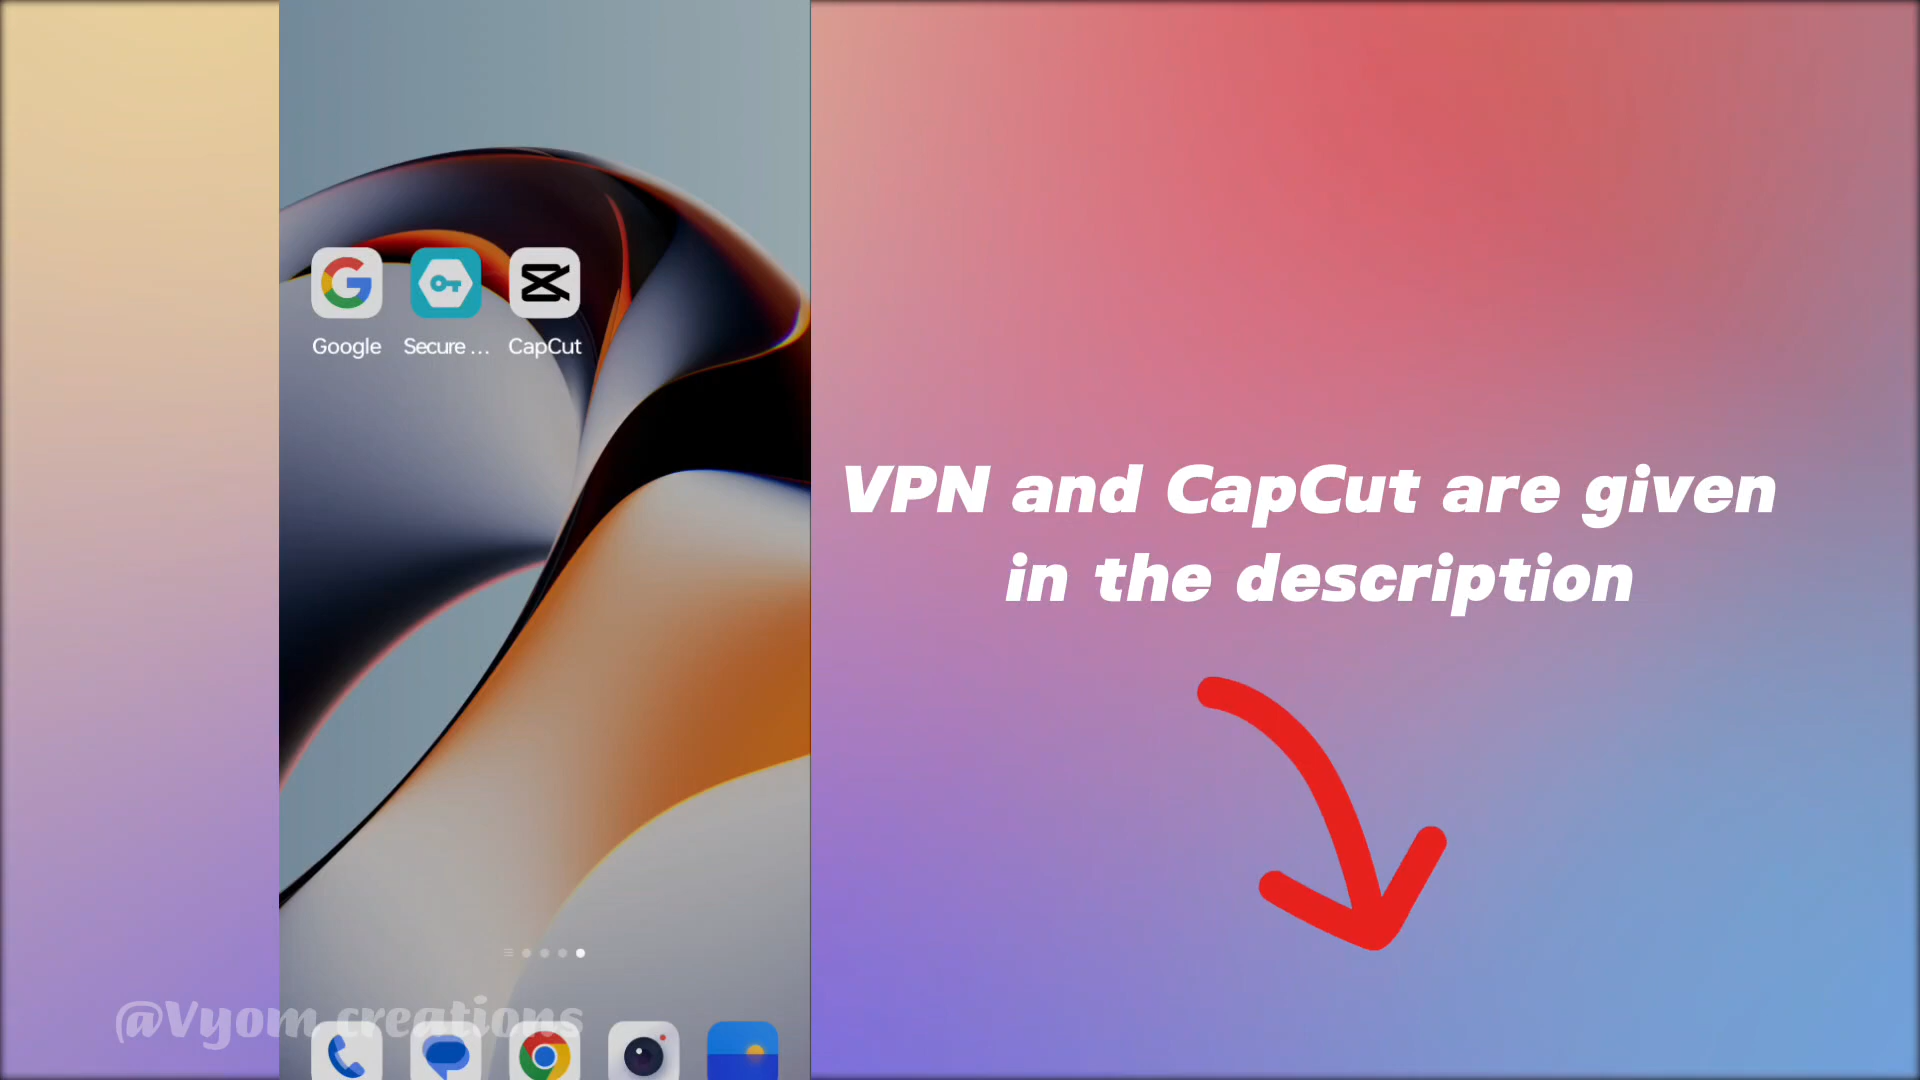 Google
Secure ...
CapCut
VPN and CapCut are given
in the description
@Vyom creations